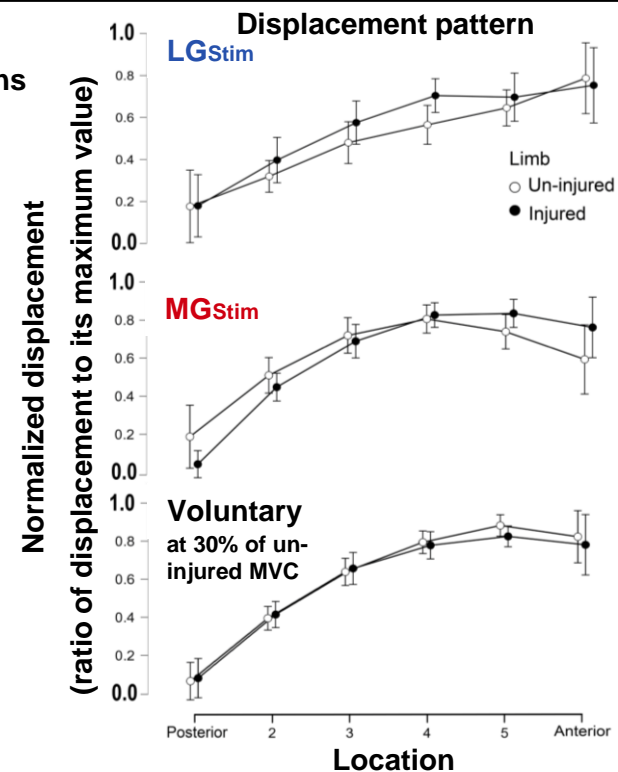 Displacement pattern
ns
Normalized displacement
(ratio of displacement to its maximum value)
LGStim
1.0
0.8
0.6
0.4
0.2
0.0
Limb
Un-injured
Injured
MGStim
1.0
0.8
0.6
0.4
0.2
0.0
Voluntary
at 30% of un-
injured MVC
1.0
0.8
0.6
0.4
0.2
0.0
Posterior 2 3 4 5 Anterior
Location